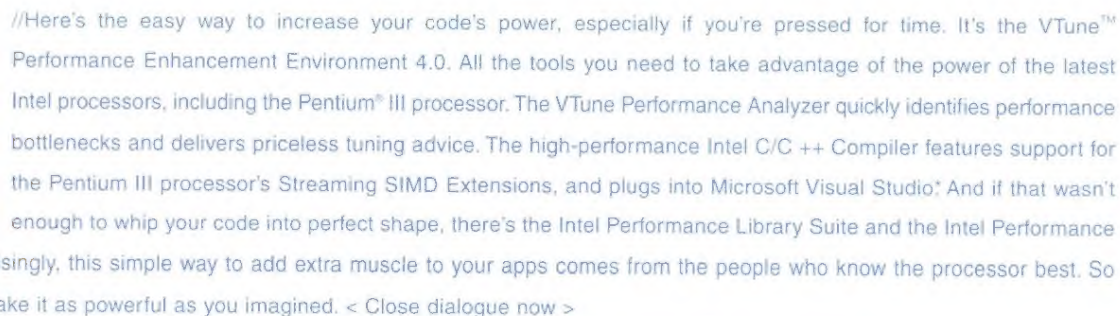 //Here's the easy way to increase your code's power, especially if you're pressed for time. It's the VTune™
Performance Enhancement Environment 4.0. All the tools you need to take advantage of the power of the latest
Intel processors, including the Pentium® III processor. The VTune Performance Analyzer quickly identifies performance
bottlenecks and delivers priceless tuning advice. The high-performance Intel C/C ++ Compiler features support for
the Pentium III processor's Streaming SIMD Extensions, and plugs into Microsoft Visual Studio.* And if that wasn't
enough to whip your code into perfect shape, there's the Intel Performance Library Suite and the Intel Performance
singly, this simple way to add extra muscle to your apps comes from the people who know the processor best. So
ake it as powerful as you imagined. < Close dialogue now >